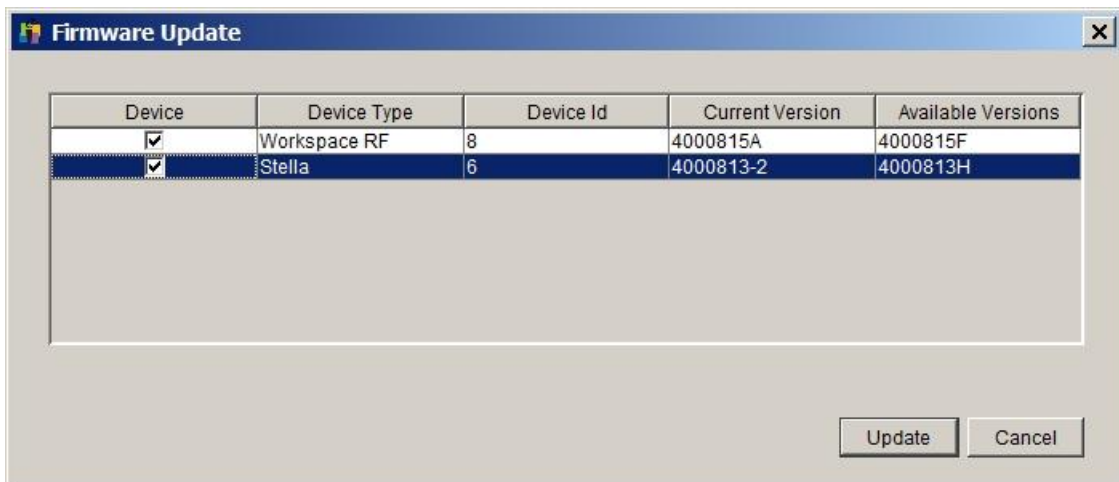 Firmware Update
Device Device Type Device Id Current Version Available Versions
Workspace RF 8 4000815A 4000815F
Stella 6 4000813-2 4000813H
Update Cancel